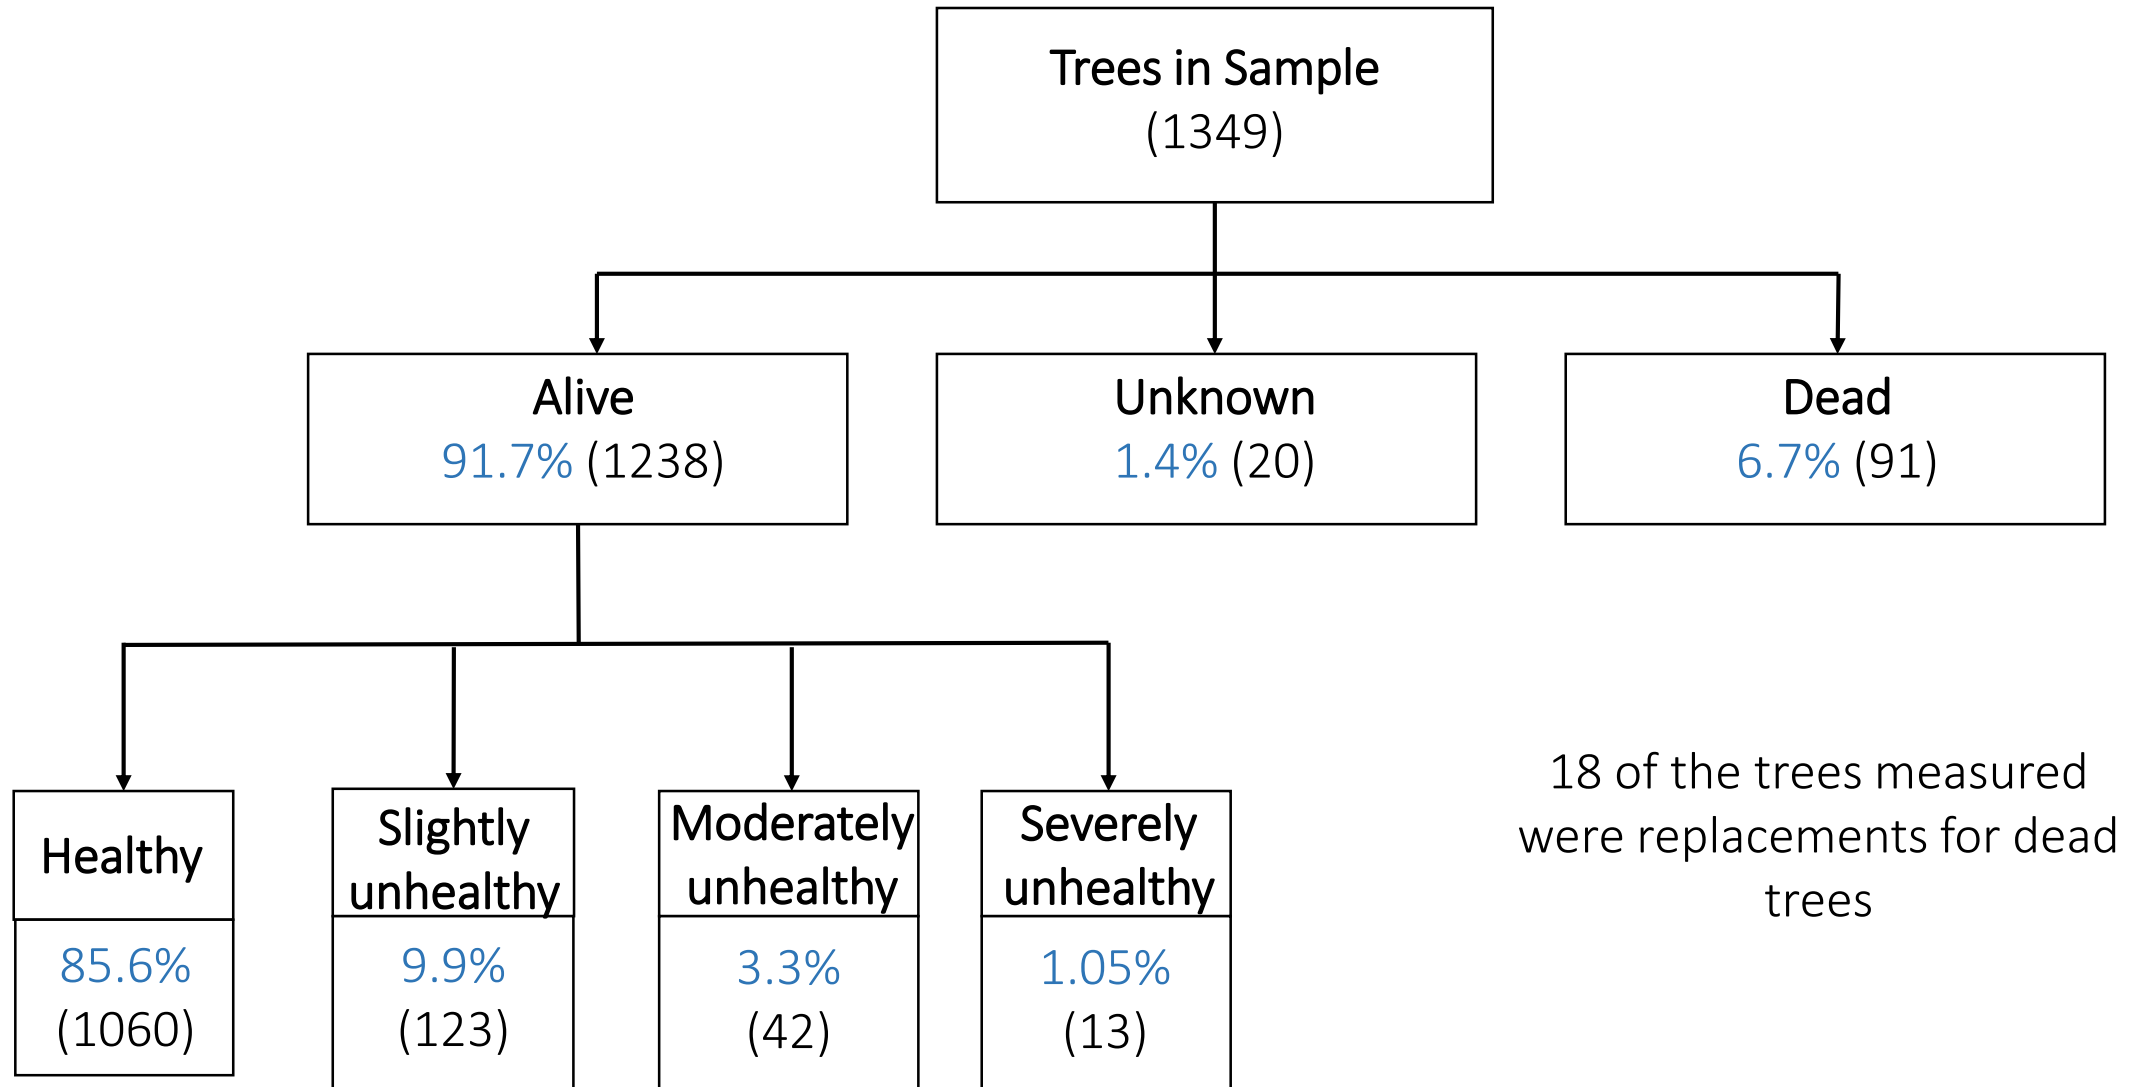 Trees in Sample
(1349)
Alive
91.7% (1238)
Unknown
1.4% (20)
Dead
6.7% (91)
Healthy
85.6%
(1060)
Slightly
unhealthy
9.9%
(123)
Moderately
unhealthy
3.3%
(42)
Severely
unhealthy
1.05%
(13)
18 of the trees measured
were replacements for dead
trees